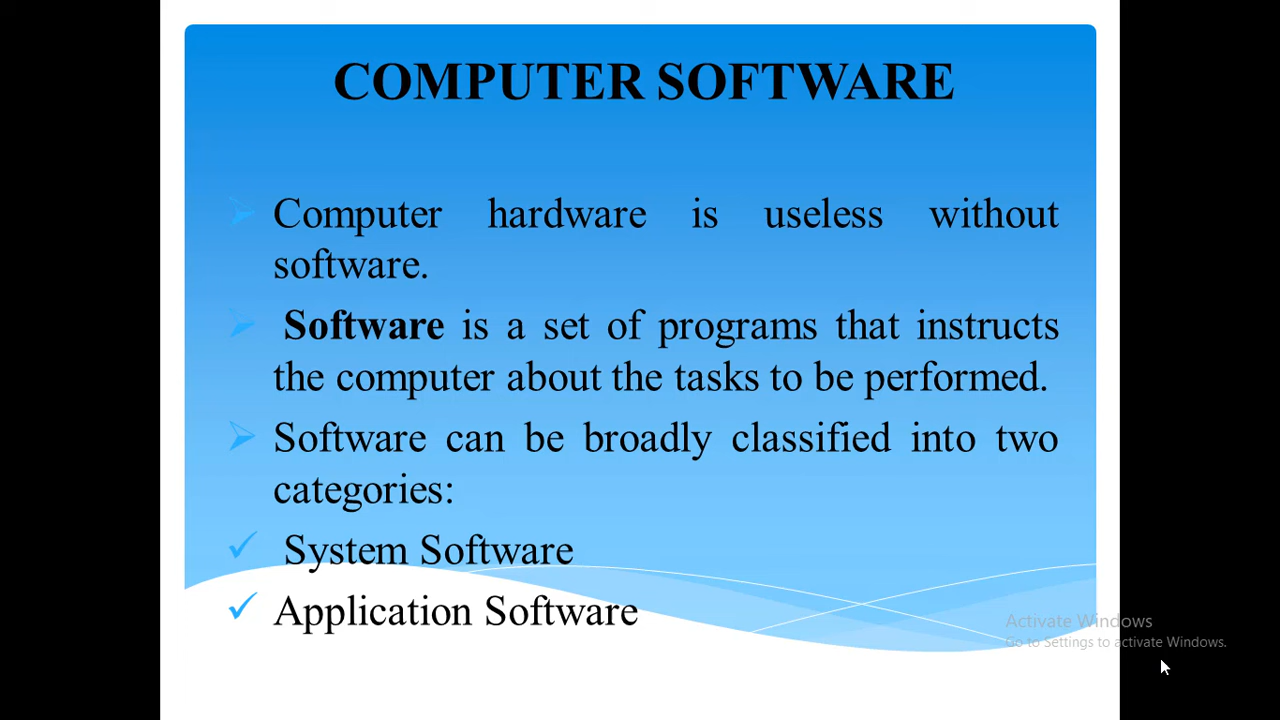 COMPUTER SOFTWARE
Computer hardware is useless without
software.
Software is a set of programs that instructs
the computer about the tasks to be performed.
Software can be broadly classified into two
categories:
System Software
Application Software
Activate Windows
Go to Settings to activate Windows.